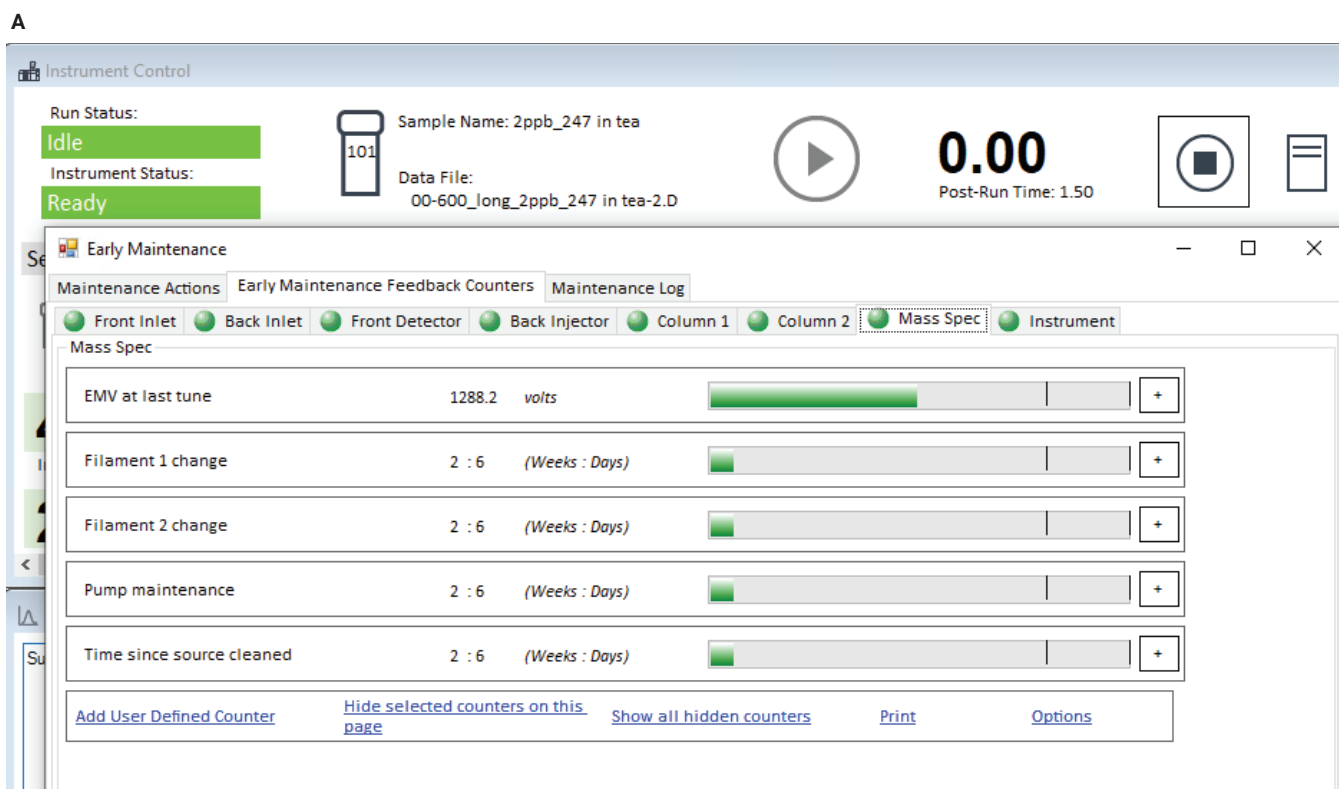 A
Instrument Control
Run Status:
Idle
Instrument Status:
Ready
101
Sample Name: 2ppb_247 in tea
Data File:
00-600_long_2ppb_247 in tea-2.D
0.00
Post-Run Time: 1.50
Se
Early Maintenance
Maintenance Actions Early Maintenance Feedback Counters Maintenance Log
Front Inlet Back Inlet Front Detector Back Injector Column 1 Column 2 Mass Spec Instrument
Mass Spec
EMV at last tune 1288.2 volts +
Filament 1 change 2 : 6 (Weeks : Days) +
Filament 2 change 2 : 6 (Weeks : Days) +
Pump maintenance 2 : 6 (Weeks : Days) +
Time since source cleaned 2 : 6 (Weeks : Days) +
Su
Add User Defined Counter Hide selected counters on this page Show all hidden counters Print Options